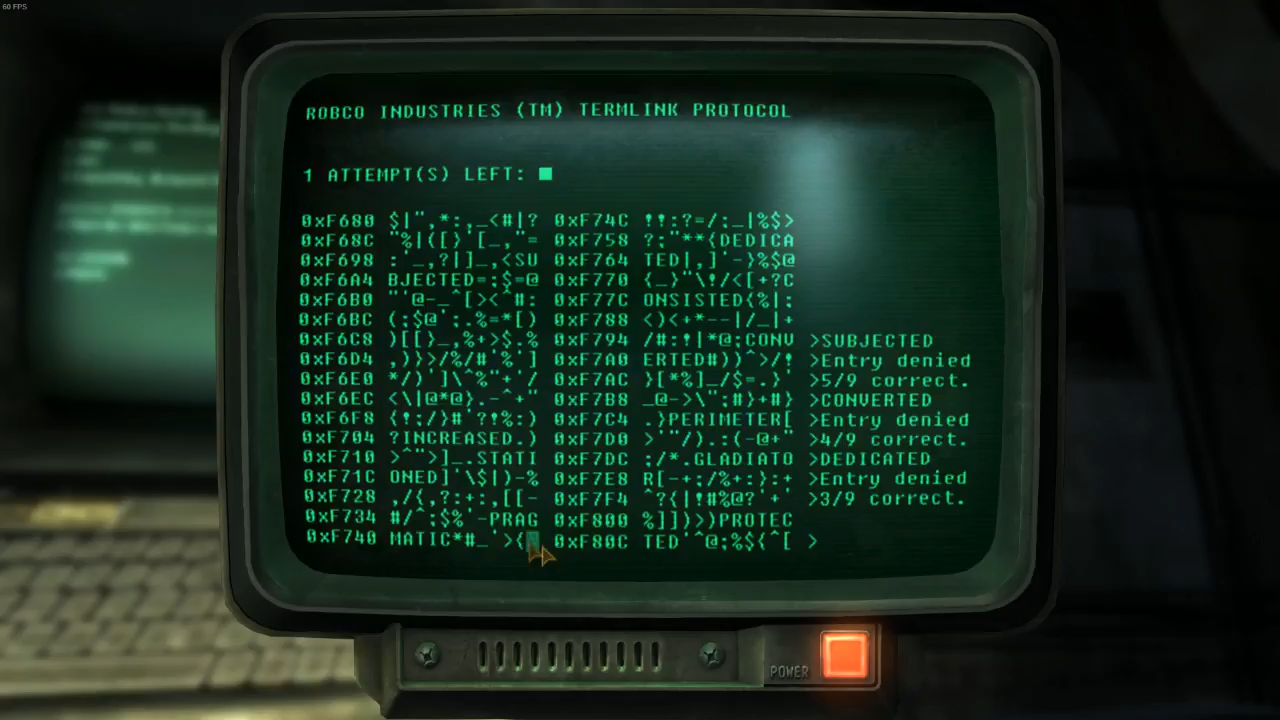 60 FPS
ROBCO INDUSTRIES (TM) TERMLINK PROTOCOL
1 ATTEMPT(S) LEFT: ■
0xF680 $|",*:,_<#|? 0xF74C !!:?=/:_|%$>
0xF68C "%|([}'[_,"= 0xF758 ?:"**{DEDICA
0xF698 :'_,?|]_,<SU 0xF764 TED|,]'-}%$@
0xF6A4 BJECTED=;$=@ 0xF770 {_}"\!/<[+?C
0xF6B0 "'@-_^[><^#: 0xF77C ONSISTED{%|;
0xF6BC (;$@';.%=*[) 0xF788 <)<+*--|/_|+
0xF6C8 )[[}_,%+>$.% 0xF794 /#:!|*@;CONV >SUBJECTED
0xF6D4 ,)}>/%/#'%'] 0xF7A0 ERTED#))^>/! >Entry denied
0xF6E0 */)']\^%"+'/ 0xF7AC }[*%]_/$=.}' >5/9 correct.
0xF6EC <\|@*@}.-^+" 0xF7B8 _@->\";#}+#} >CONVERTED
0xF6F8 {!:/}#'?!%:) 0xF7C4 .}PERIMETER[ >Entry denied
0xF704 ?INCREASED.) 0xF7D0 >'"/).:(-@+" >4/9 correct.
0xF710 >^">]_.STATI 0xF7DC ;/*.GLADIATO >DEDICATED
0xF71C ONED]'\$|)-% 0xF7E8 R[-+;/%+:}:+ >Entry denied
0xF728 ,/{,?:+:,[[- 0xF7F4 ^?{|!#%@?'+' >3/9 correct.
0xF734 #/^;$%'-PRAG 0xF800 %]]}>)PROTEC
0xF740 MATIC*#_'>{ 0xF80C TED'^@;%${^[ >
POWER